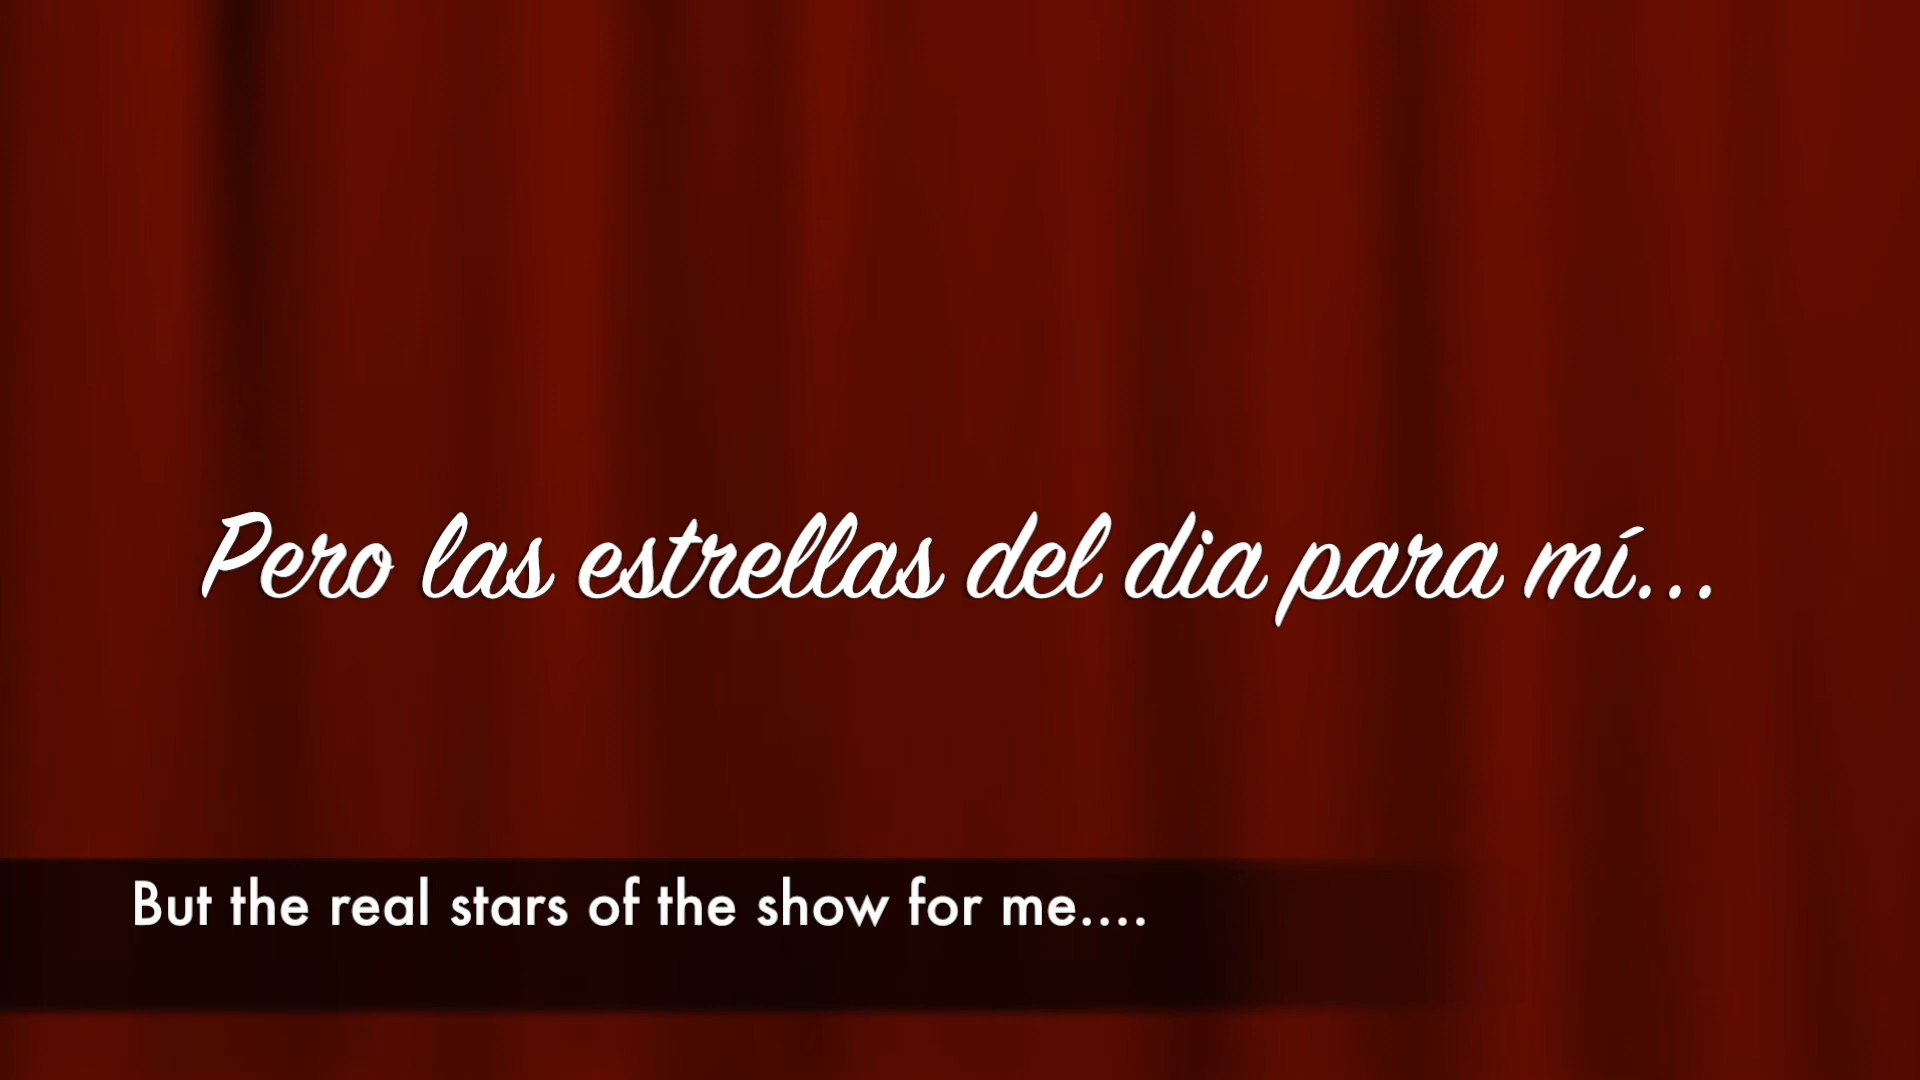 Pero las estrellas del dia para mí...
But the real stars of the show for me....